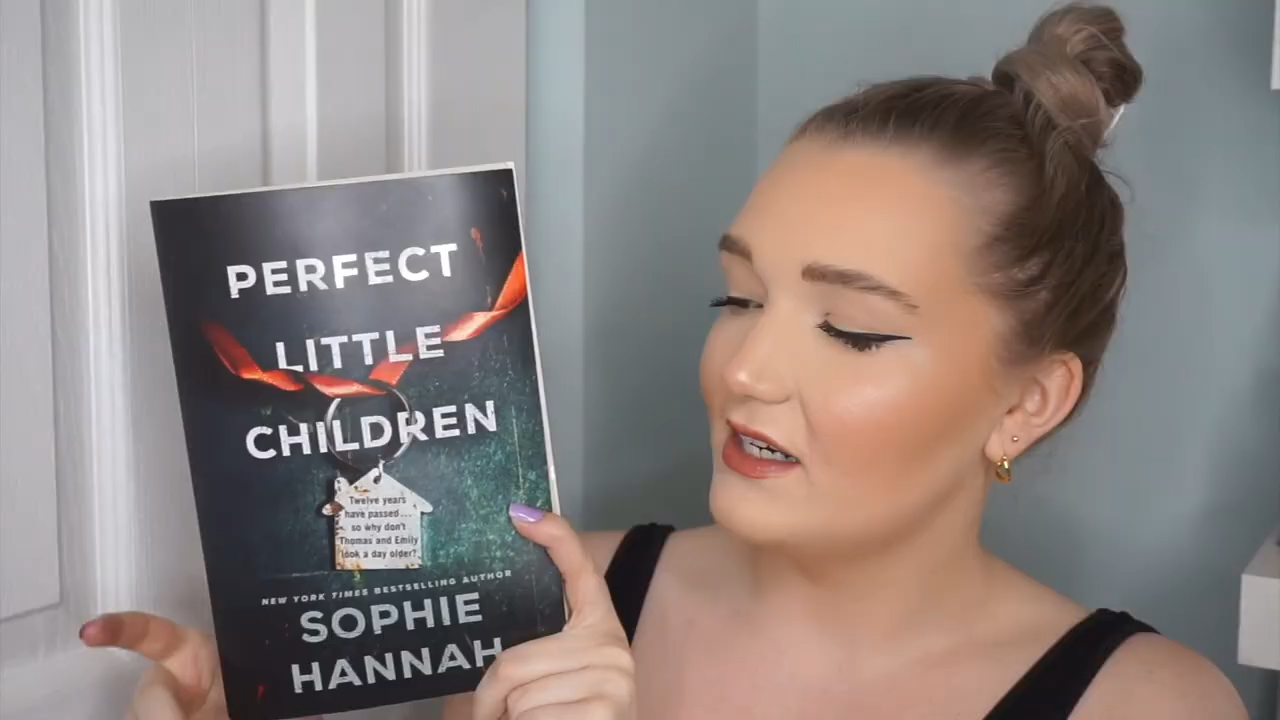 PERFECT
LITTLE
CHILDREN
Twelve years
have passed...
so why don't
Thomas and Emily
look a day older?
NEW YORK TIMES BESTSELLING AUTHOR
SOPHIE
HANNAH